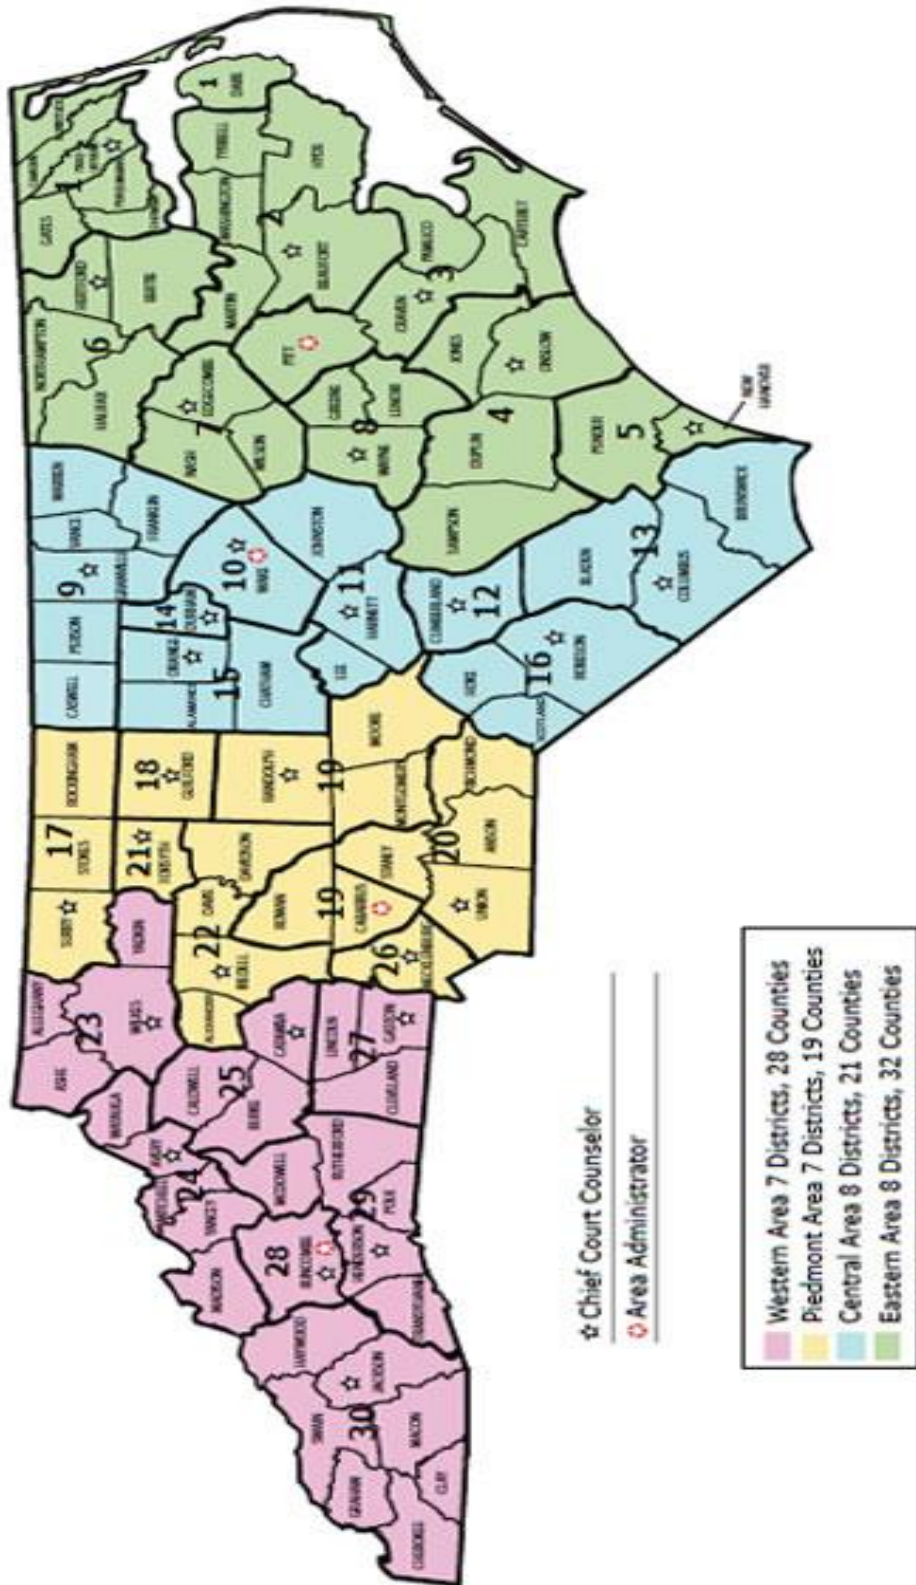 CHEROKEE
GRAHAM
CLAY
SWAIN
30
MACON
JACKSON
HAYWOOD
TRANSYLVANIA
MADISON
28
BUNCOMBE
HENDERSON
29
POLK
YANCEY
MITCHELL
24
AVERY
MCDOWELL
RUTHERFORD
WATAUGA
CALDWELL
25
BURKE
CLEVELAND
ASHE
ALLEGHANY
23
WILKES
YADKIN
CATAWBA
LINCOLN
27
GASTON
ALEXANDER
IREDELL
22
DAVIE
DAVIDSON
ROWAN
19
CABARRUS
26
MECKLENBURG
SURRY
17
STOKES
ROCKINGHAM
21
FORSYTH
18
GUILFORD
RANDOLPH
19
STANLY
MONTGOMERY
MOORE
UNION
20
ANSON
RICHMOND
CASWELL
PERSON
9
GRANVILLE
VANCE
WARREN
FRANKLIN
ALAMANCE
15
ORANGE
14
DURHAM
CHATHAM
10
WAKE
LEE
JOHNSTON
11
HARNETT
CUMBERLAND
12
HOKE
SCOTLAND
16
ROBESON
BLADEN
13
COLUMBUS
BRUNSWICK
NORTHAMPTON
6
HALIFAX
HERTFORD
BERTIE
NASH
7
EDGECOMBE
WILSON
MARTIN
PITT
8
WAYNE
GREENE
LENOIR
SAMPSON
DUPLIN
4
JONES
ONSLOW
PENDER
5
NEW
HANOVER
GATES
1
CAMDEN
PERQUIMANS
WASHINGTON
TYRRELL
1
DARE
2
HYDE
BEAUFORT
CRAVEN
3
PAMLICO
CARTERET
Chief Court Counselor
Area Administrator
Western Area 7 Districts, 28 Counties
Piedmont Area 7 Districts, 19 Counties
Central Area 8 Districts, 21 Counties
Eastern Area 8 Districts, 32 Counties